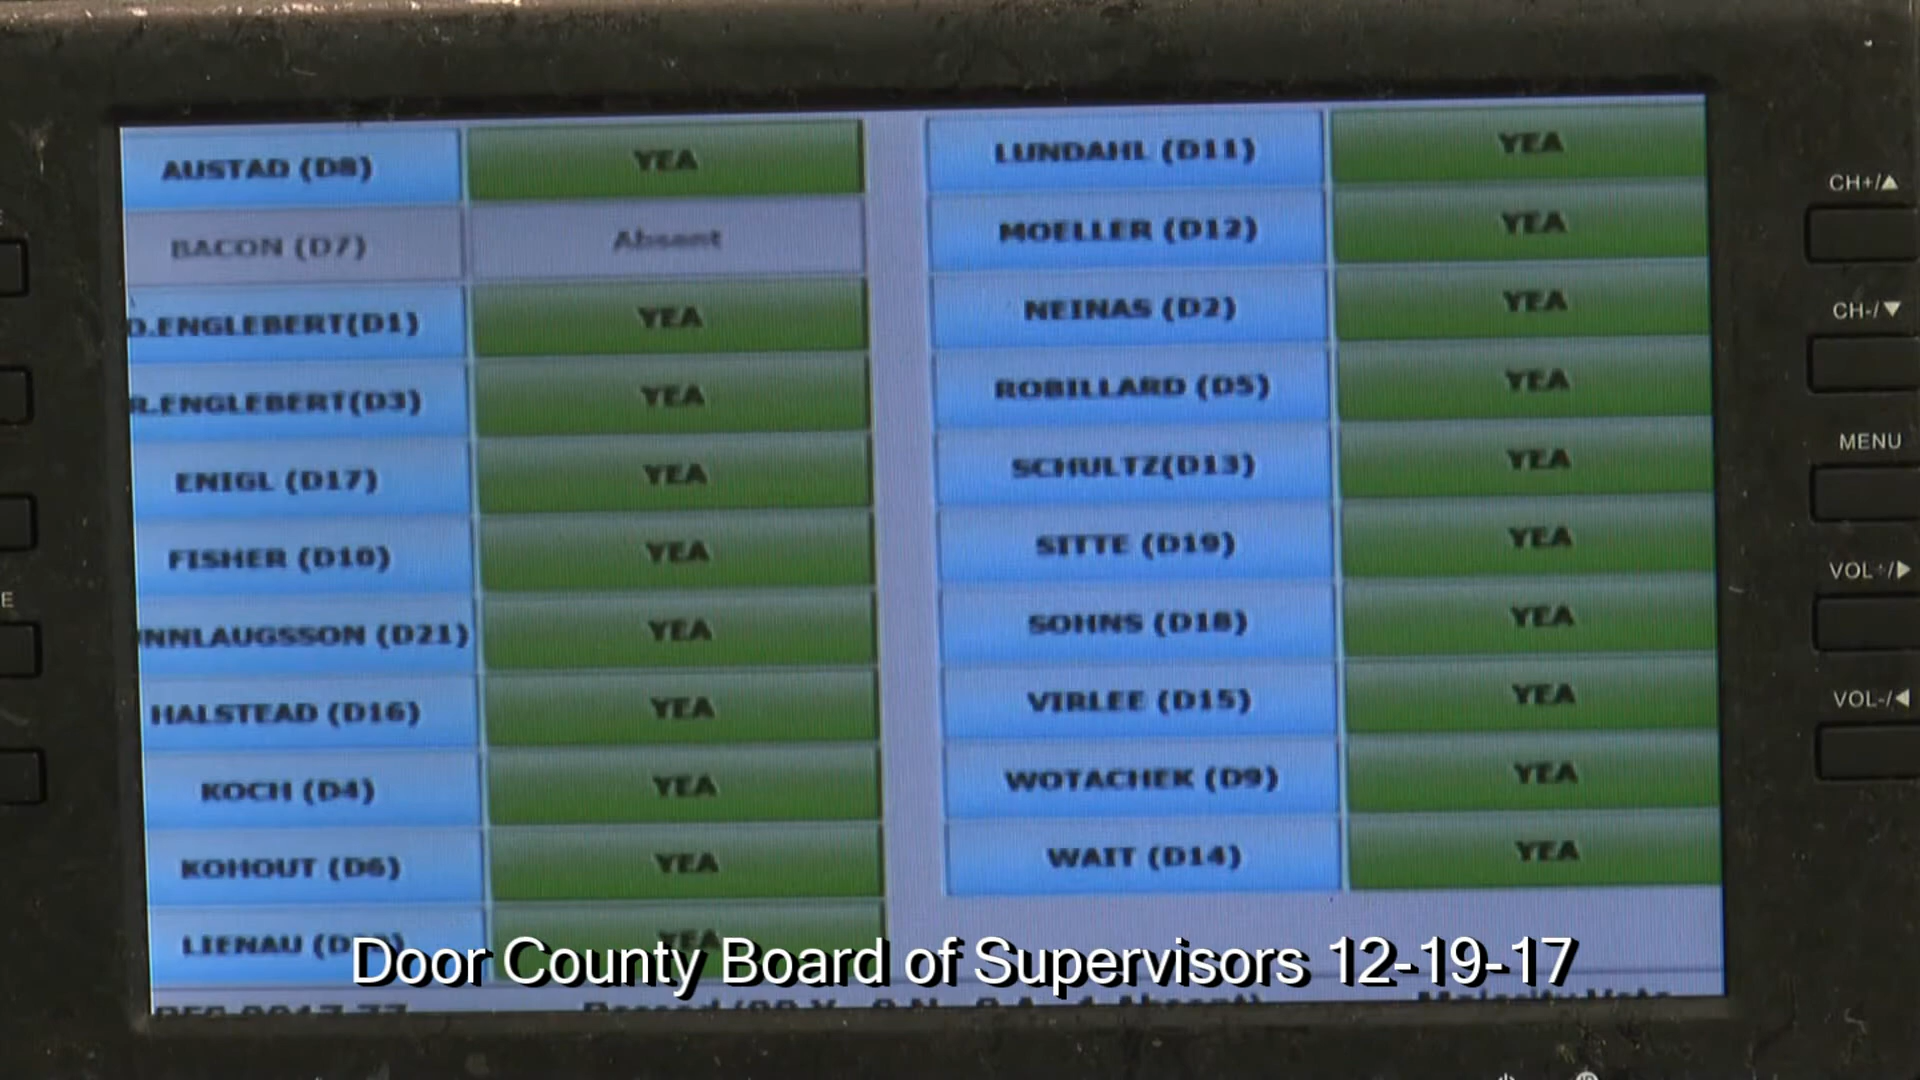 AUSTAD (D8) YEA
BACON (D7) Absent
D.ENGLEBERT(D1) YEA
R.ENGLEBERT(D3) YEA
ENIGL (D17) YEA
FISHER (D10) YEA
NNLAUGSSON (D21) YEA
HALSTEAD (D16) YEA
KOCH (D4) YEA
KOHOUT (D6) YEA
LIENAU YEA
LUNDAHL (D11) YEA
MOELLER (D12) YEA
NEINAS (D2) YEA
ROBILLARD (D5) YEA
SCHULTZ(D13) YEA
SITTE (D19) YEA
SOHNS (D18) YEA
VIRLEE (D15) YEA
WOTACHEK (D9) YEA
WAIT (D14) YEA
Majority Vote
Door County Board of Supervisors 12-19-17
CH+/▲
CH-/▼
MENU
VOL+/▶
VOL-/◀
E